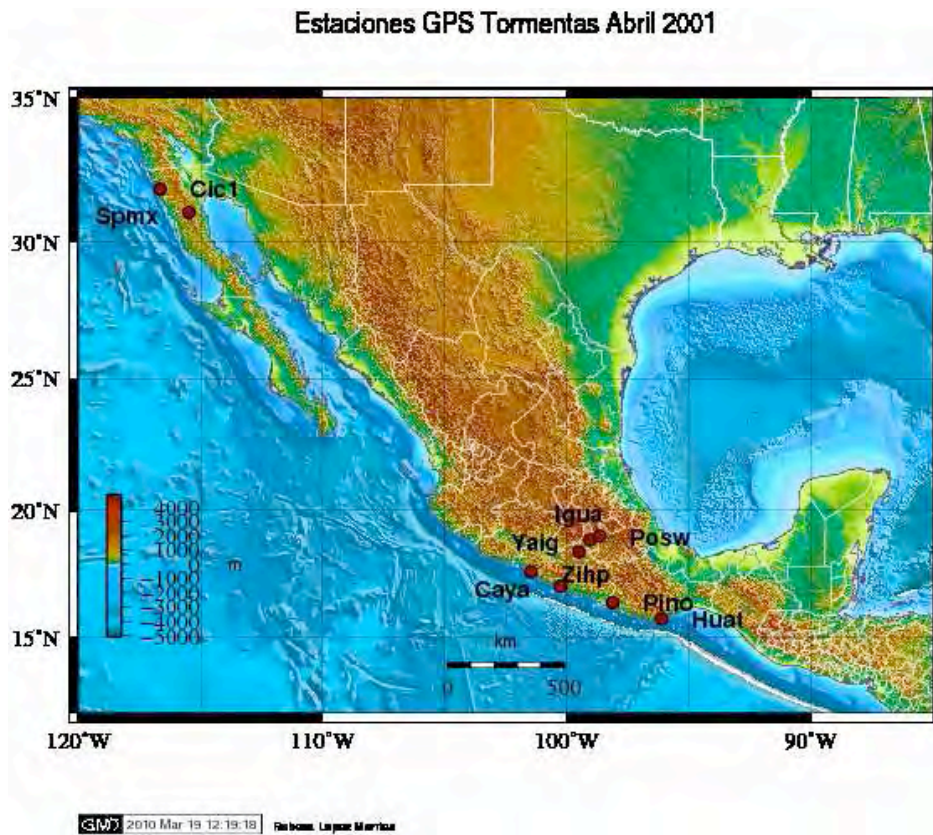 Estaciones GPS Tormentas Abril 2001
35°N
30°N
25°N
20°N
15°N
Cic1
Spmx
Igua
Yaig
Posw
Zihp
Caya
Pino
Huat
4000
3000
2000
1000
0
m
−1000
−2000
−3000
−4000
−5000
km
0
500
120°W
110°W
100°W
90°W
GMD 2010 Mar 19 12:19:18